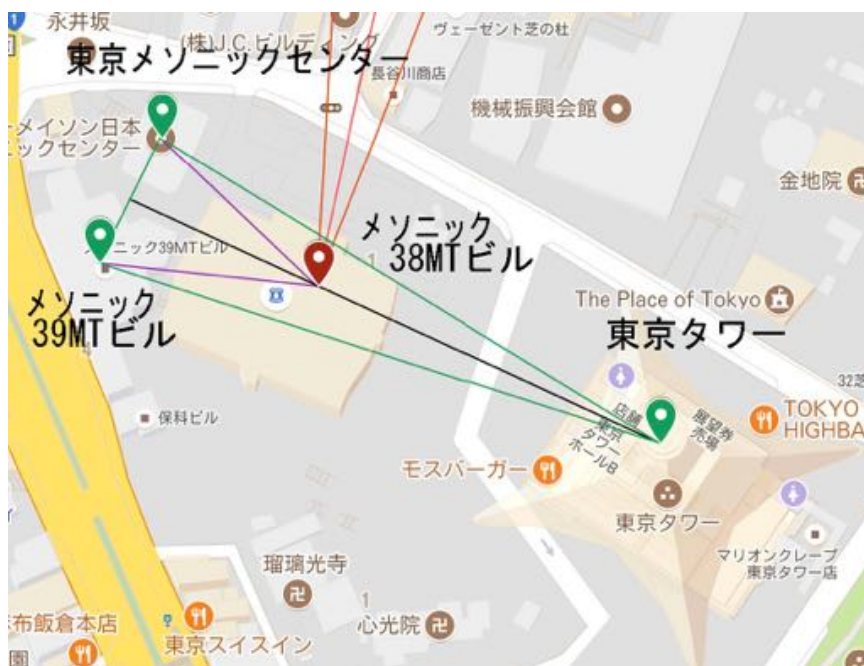 永井坂
(株)J.C.ビルディング
ヴェーゼント芝の杜
東京メソニックセンター
長谷川商店
機械振興会館
ーメイソン日本
ニックセンター
金地院
メソニック
38MTビル
ニック39MTビル
1
メソニック
39MTビル
The Place of Tokyo
東京タワー
32芝
店舗
展望券
売場
東京
タワー
ホールB
TOKYO
HIGHBA
保科ビル
モスバーガー
東京タワー
マリオンクレープ
東京タワー店
瑠璃光寺
1
心光院
布飯倉本店
東京スイスイン
園